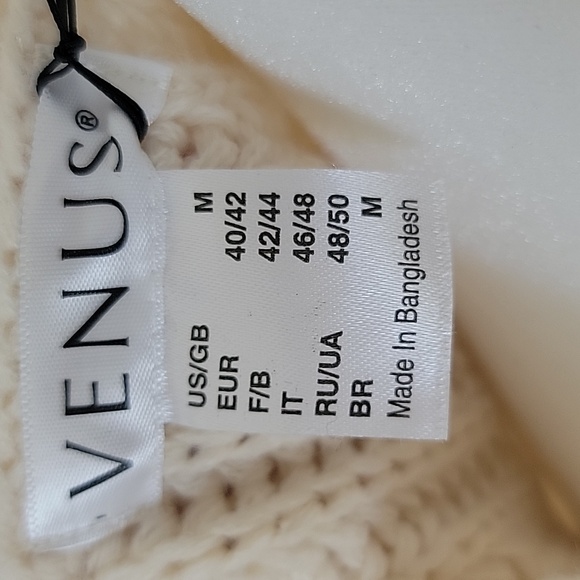 VENUS®
US/GB M
EUR 40/42
F/B 42/44
IT 46/48
RU/UA 48/50
BR M
Made In Bangladesh